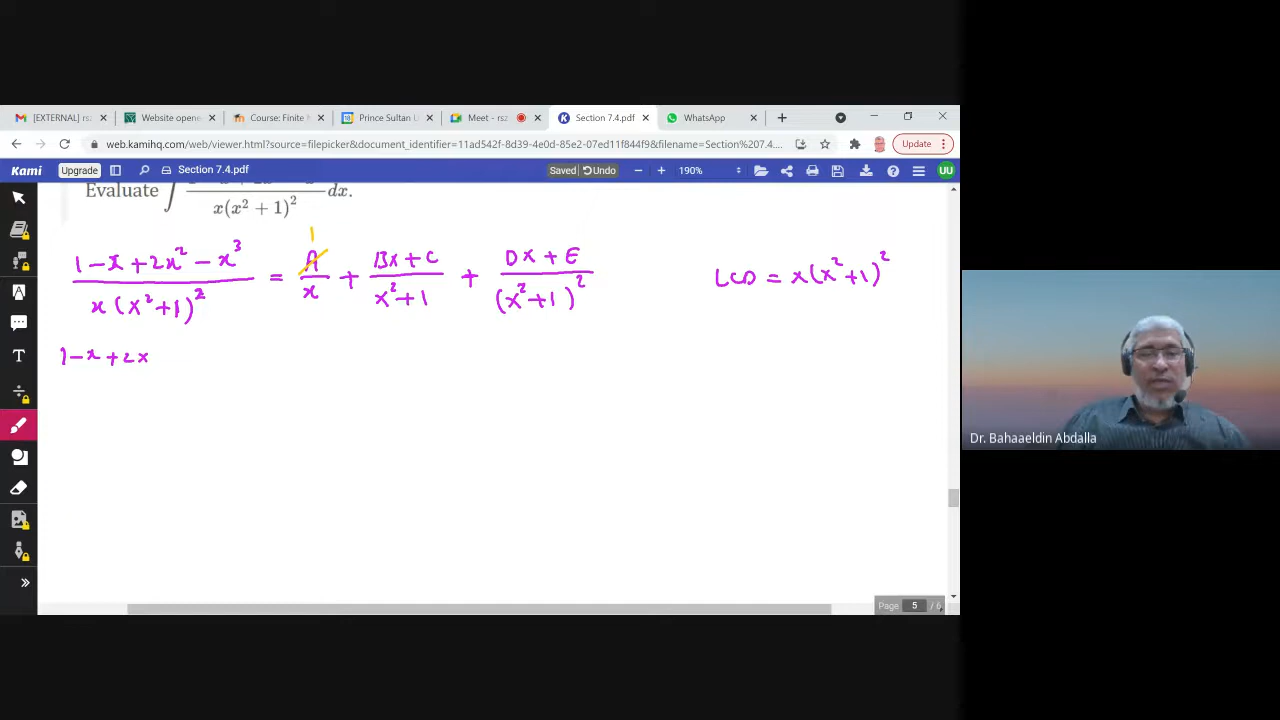 [EXTERNAL] rsz
Website opene
Course: Finite M
Prince Sultan U
Meet - rsz
Section 7.4.pdf
WhatsApp
web.kamihq.com/web/viewer.html?source=filepicker&document_identifier=11ad542f-8d39-4e0d-85e2-07ed11f844f9&filename=Section%207.4....
Update
Kami
Upgrade
Section 7.4.pdf
Saved Undo
190%
UU
Evaluate ∫ / x(x² + 1)² dx.
1
1 - x + 2x² - x³ / x(x² + 1)² = A / x + Bx + C / x² + 1 + Dx + E / (x² + 1)²
LCD = x(x² + 1)²
1 - x + 2x
Page 5 / 6
Dr. Bahaaeldin Abdalla